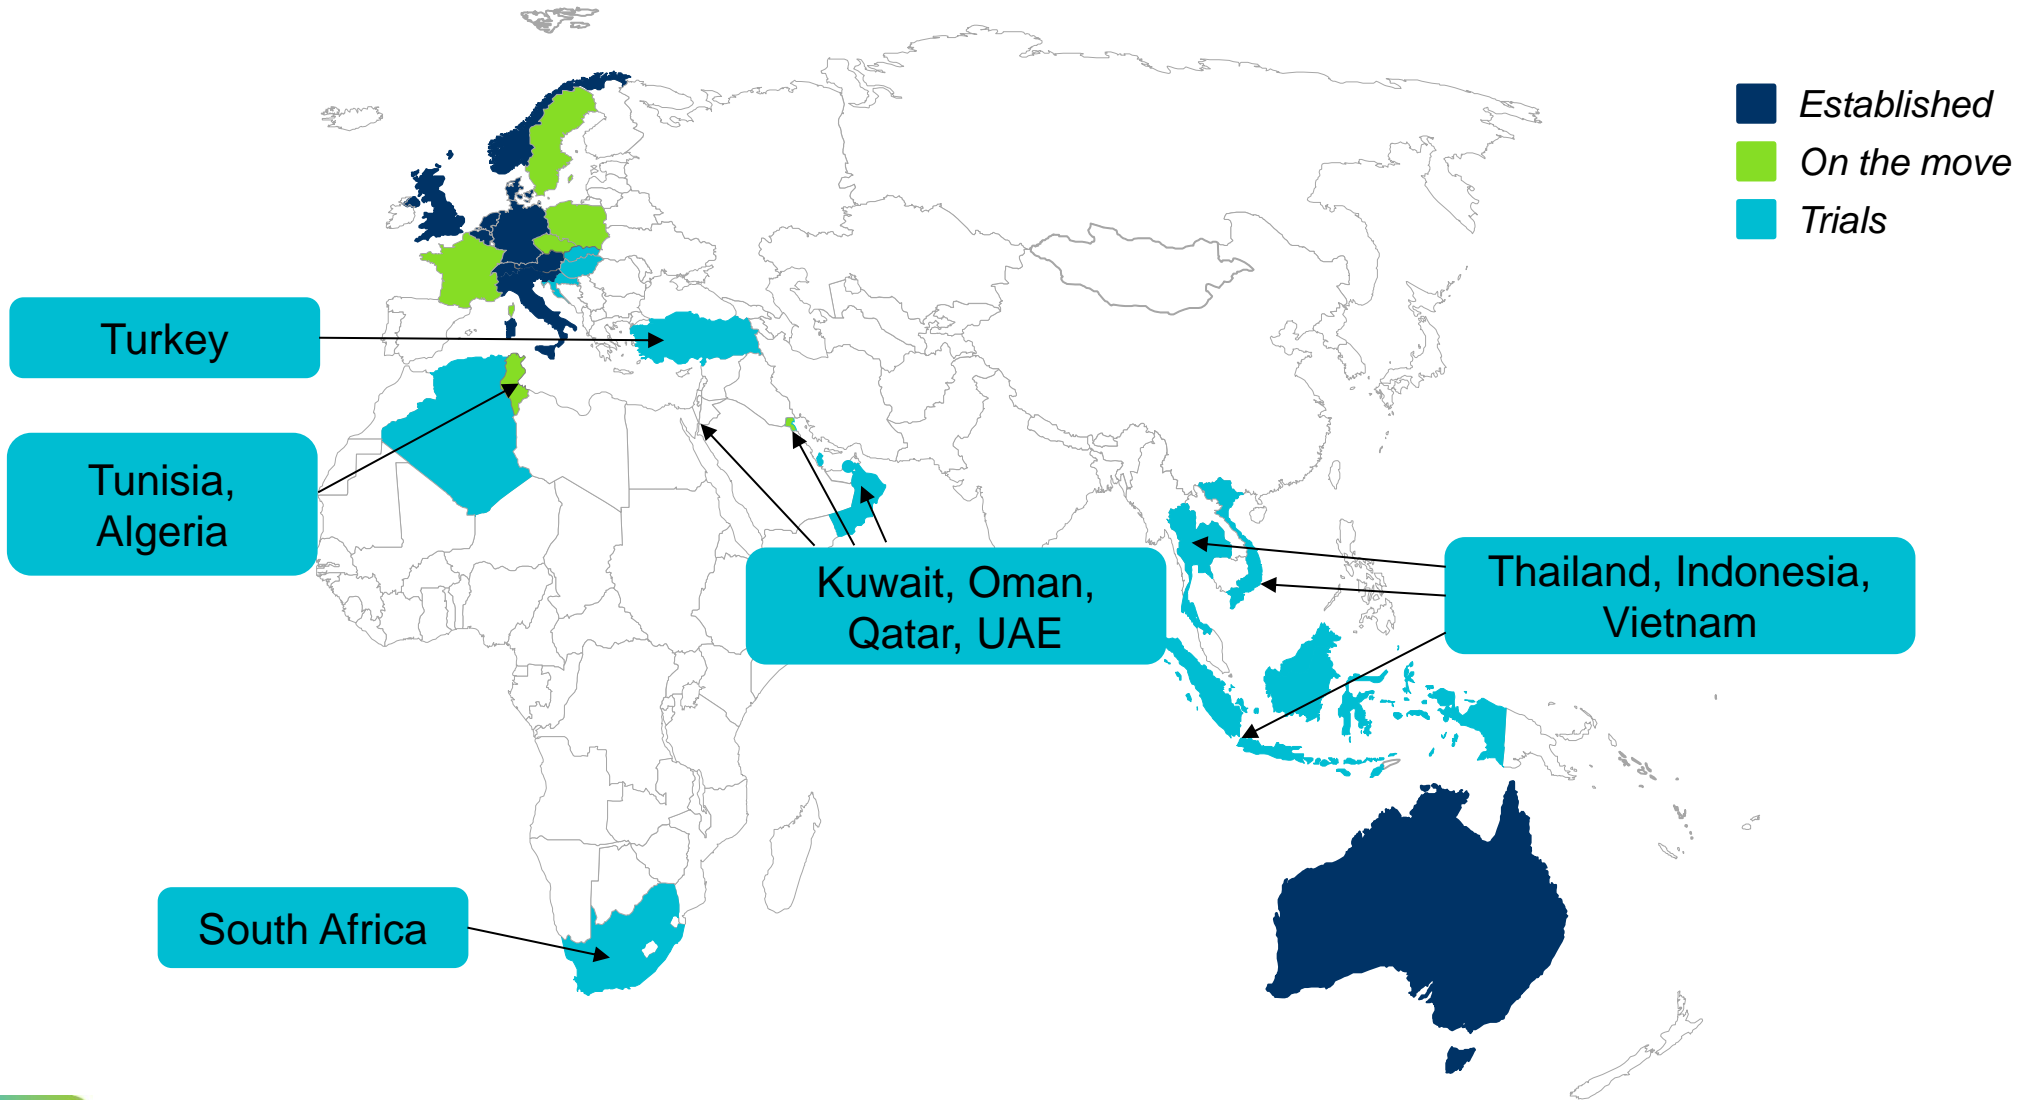 Established
On the move
Trials
Turkey
Tunisia,
Algeria
Kuwait, Oman,
Qatar, UAE
Thailand, Indonesia,
Vietnam
South Africa